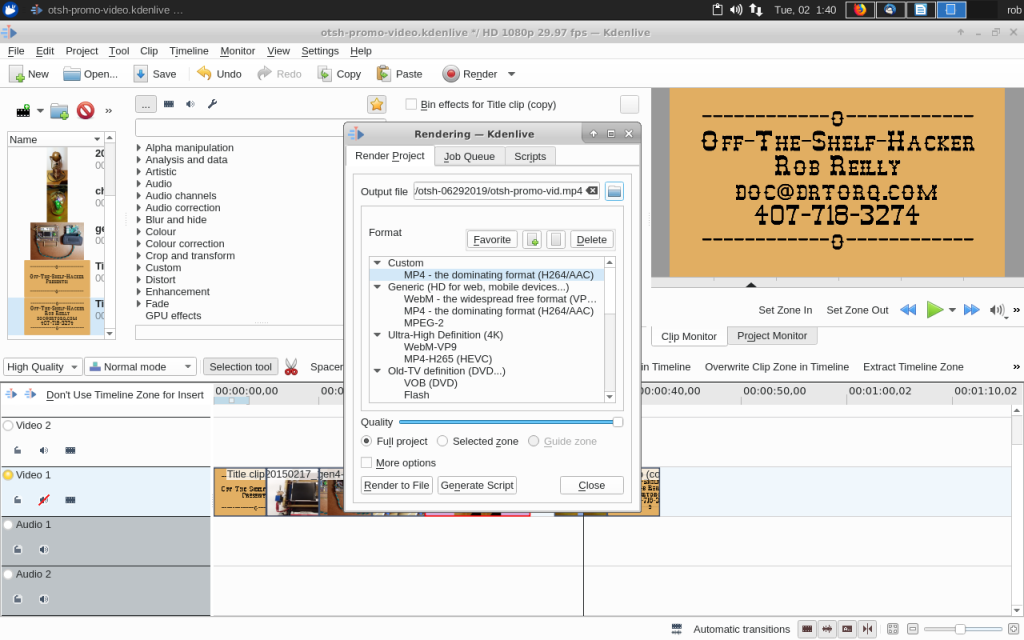 otsh-promo-video.kdenlive ...
Tue, 02 1:40
rob
otsh-promo-video.kdenlive */ HD 1080p 29.97 fps — Kdenlive
File Edit Project Tool Clip Timeline Monitor View Settings Help
New Open... Save Undo Redo Copy Paste Render
»
...
Bin effects for Title clip (copy)
Name
Alpha manipulation
Analysis and data
Artistic
Audio
Audio channels
Audio correction
Blur and hide
Colour
Colour correction
Crop and transform
Custom
Distort
Enhancement
Fade
GPU effects
Rendering — Kdenlive
Render Project Job Queue Scripts
Output file /otsh-06292019/otsh-promo-vid.mp4
Format
Favorite Delete
Custom
MP4 - the dominating format (H264/AAC)
Generic (HD for web, mobile devices...)
WebM - the widespread free format (VP...
MP4 - the dominating format (H264/AAC)
MPEG-2
Ultra-High Definition (4K)
WebM-VP9
MP4-H265 (HEVC)
Old-TV definition (DVD...)
VOB (DVD)
Flash
Quality
Full project Selected zone Guide zone
More options
Render to File Generate Script Close
Off-The-Shelf-Hacker
Rob Reilly
doc@drtorq.com
407-718-3274
Set Zone In Set Zone Out »
Clip Monitor Project Monitor
High Quality Normal mode Selection tool Spacer
in Timeline Overwrite Clip Zone in Timeline Extract Timeline Zone »
Don't Use Timeline Zone for Insert
00:00:00,00 00:00:40,00 00:00:50,00 00:01:00,02 00:01:10,02
Video 2
Video 1
Title clip 20150217_ gen4-
Audio 1
Audio 2
Automatic transitions